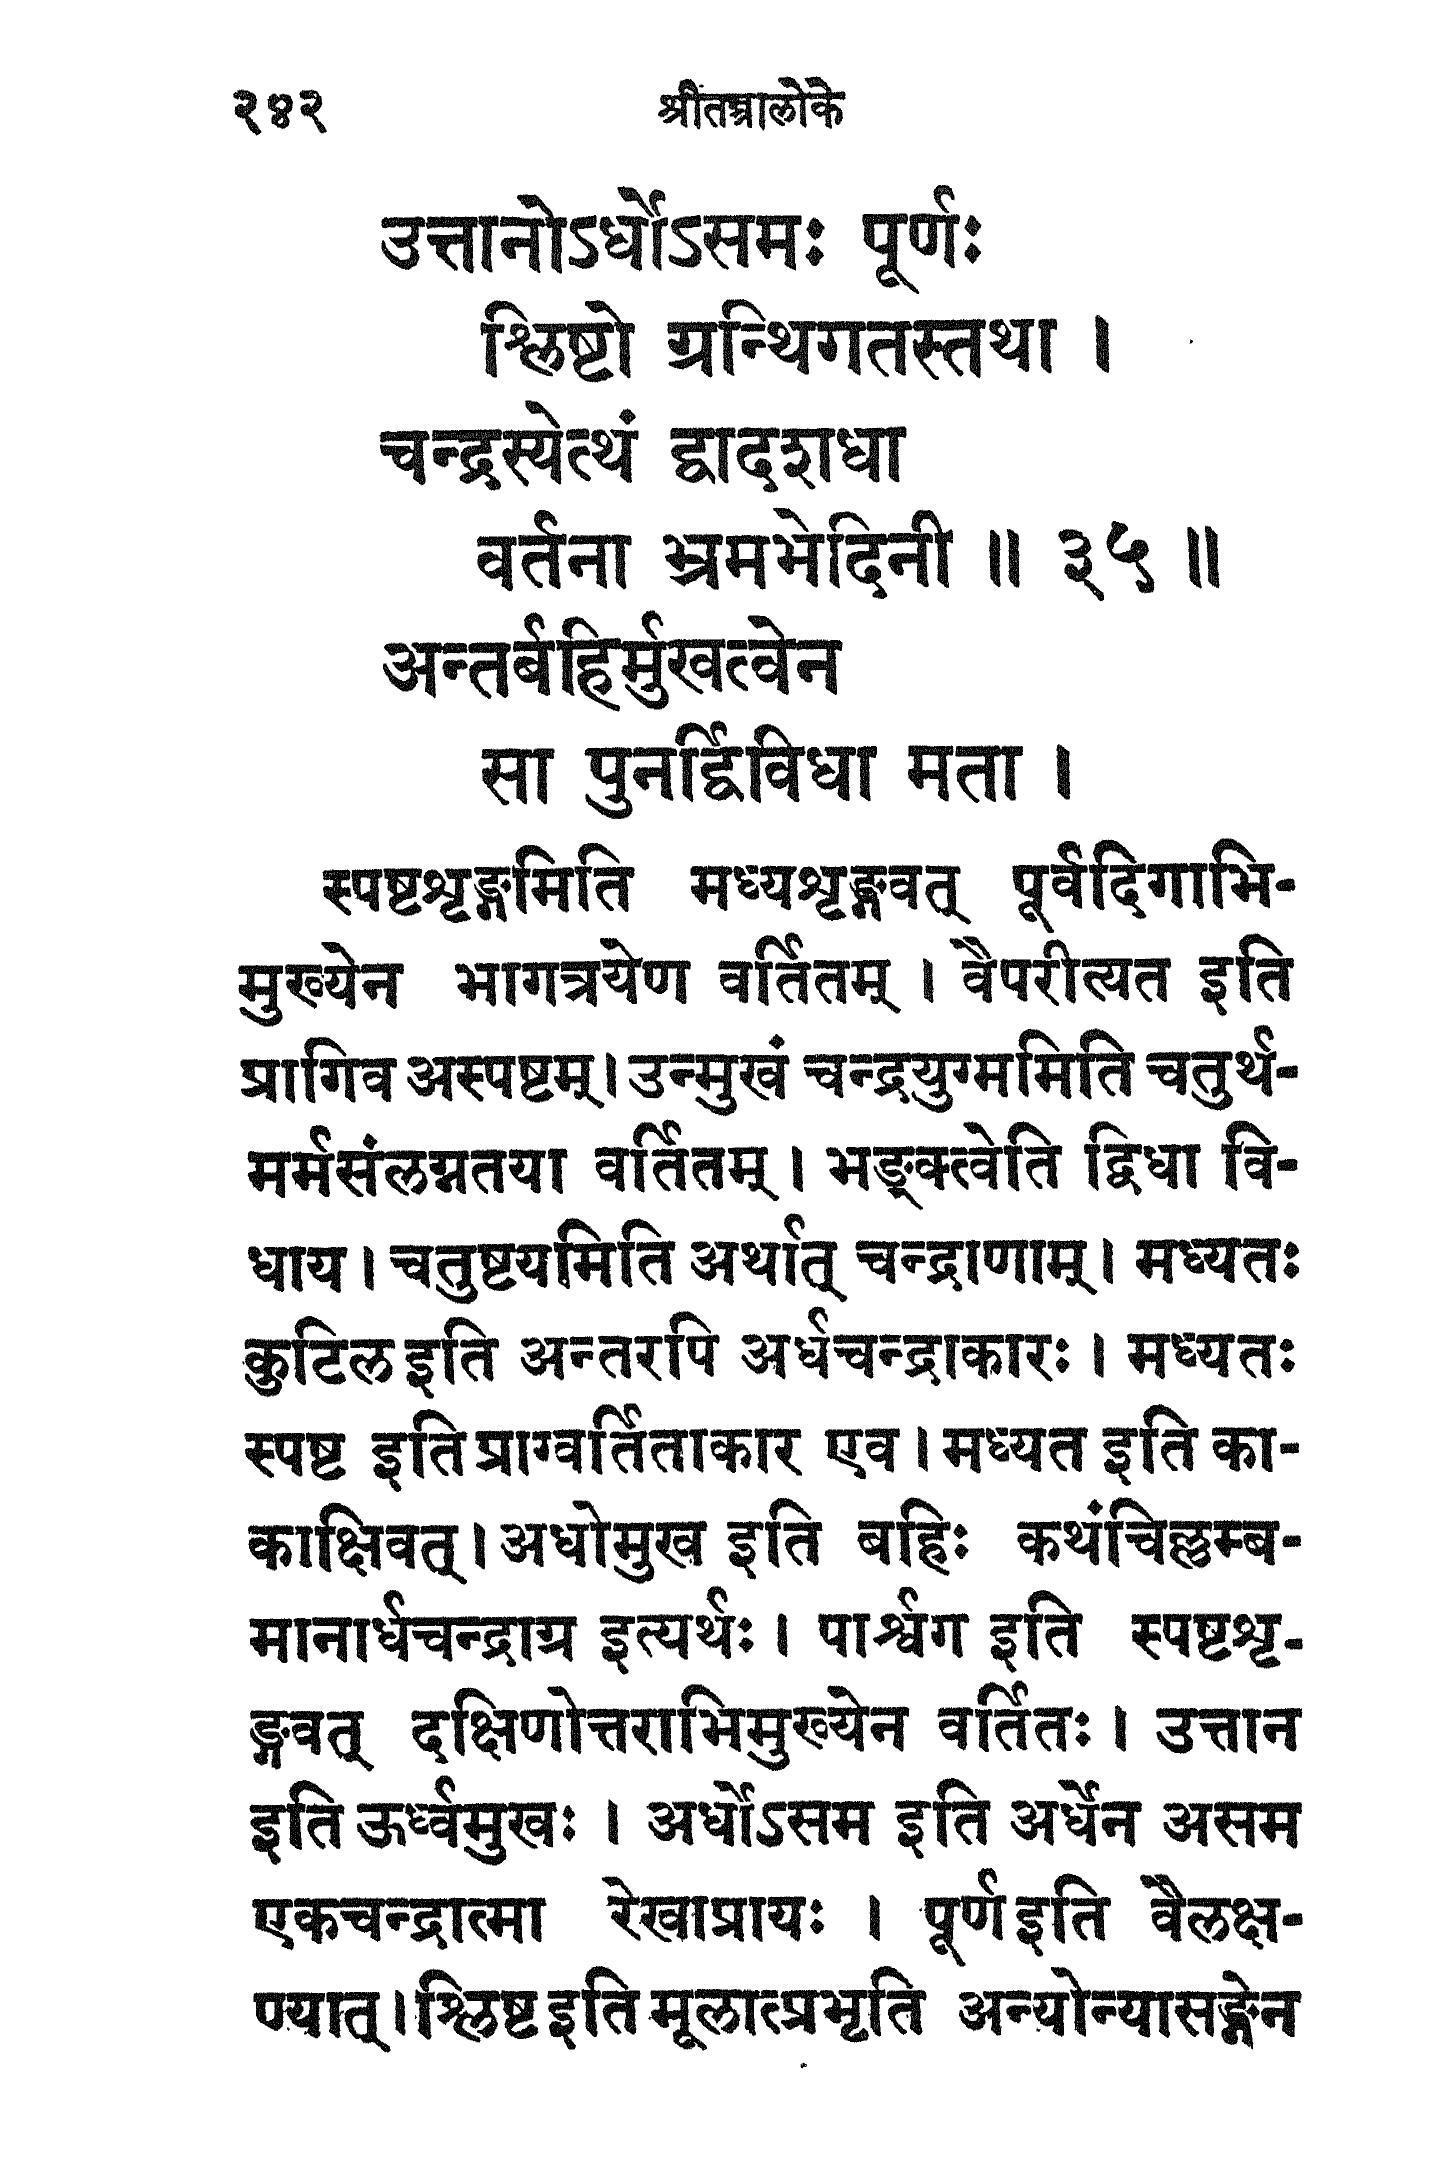 २४२ श्रीतन्त्रालोके
उत्तानोऽर्धोऽसमः पूर्णः
श्लिष्टो ग्रन्थिगतस्तथा ।
चन्द्रस्येत्थं द्वादशधा
वर्तना भ्रमभेदिनी ॥ ३५ ॥
अन्तर्बहिर्मुखत्वेन
सा पुनर्द्विविधा मता ।
स्पष्टशृङ्गमिति मध्यशृङ्गवत् पूर्वदिगाभि-
मुख्येन भागत्रयेण वर्तितम् । वैपरीत्यत इति
प्रागिव अस्पष्टम् । उन्मुखं चन्द्रयुग्ममिति चतुर्थ-
मर्मसंलग्नतया वर्तितम् । भङ्क्त्वेति द्विधा वि-
धाय । चतुष्टयमिति अर्थात् चन्द्राणाम् । मध्यतः
कुटिल इति अन्तरपि अर्धचन्द्राकारः । मध्यतः
स्पष्ट इति प्राग्वर्तिताकार एव । मध्यत इति का-
काक्षिवत् । अधोमुख इति बहिः कथंचिल्लुम्ब-
मानार्धचन्द्राग्र इत्यर्थः । पार्श्वग इति स्पष्टशृ-
ङ्गवत् दक्षिणोत्तराभिमुख्येन वर्तितः । उत्तान
इति ऊर्ध्वमुखः । अर्धोऽसम इति अर्धेन असम
एकचन्द्रात्मा रेखाप्रायः । पूर्ण इति वैलक्ष-
ण्यात् । श्लिष्ट इति मूलात्प्रभृति अन्योन्यासङ्गेन